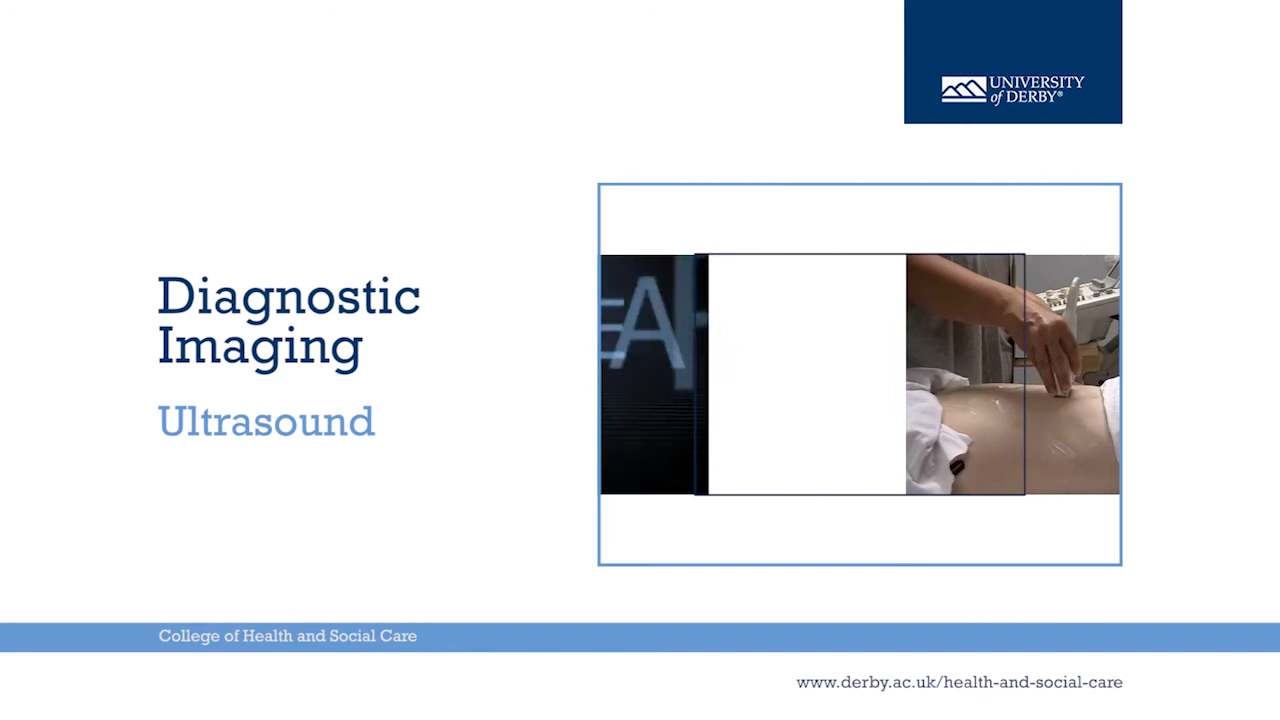 UNIVERSITY
of DERBY®
Diagnostic
Imaging
Ultrasound
College of Health and Social Care
www.derby.ac.uk/health-and-social-care